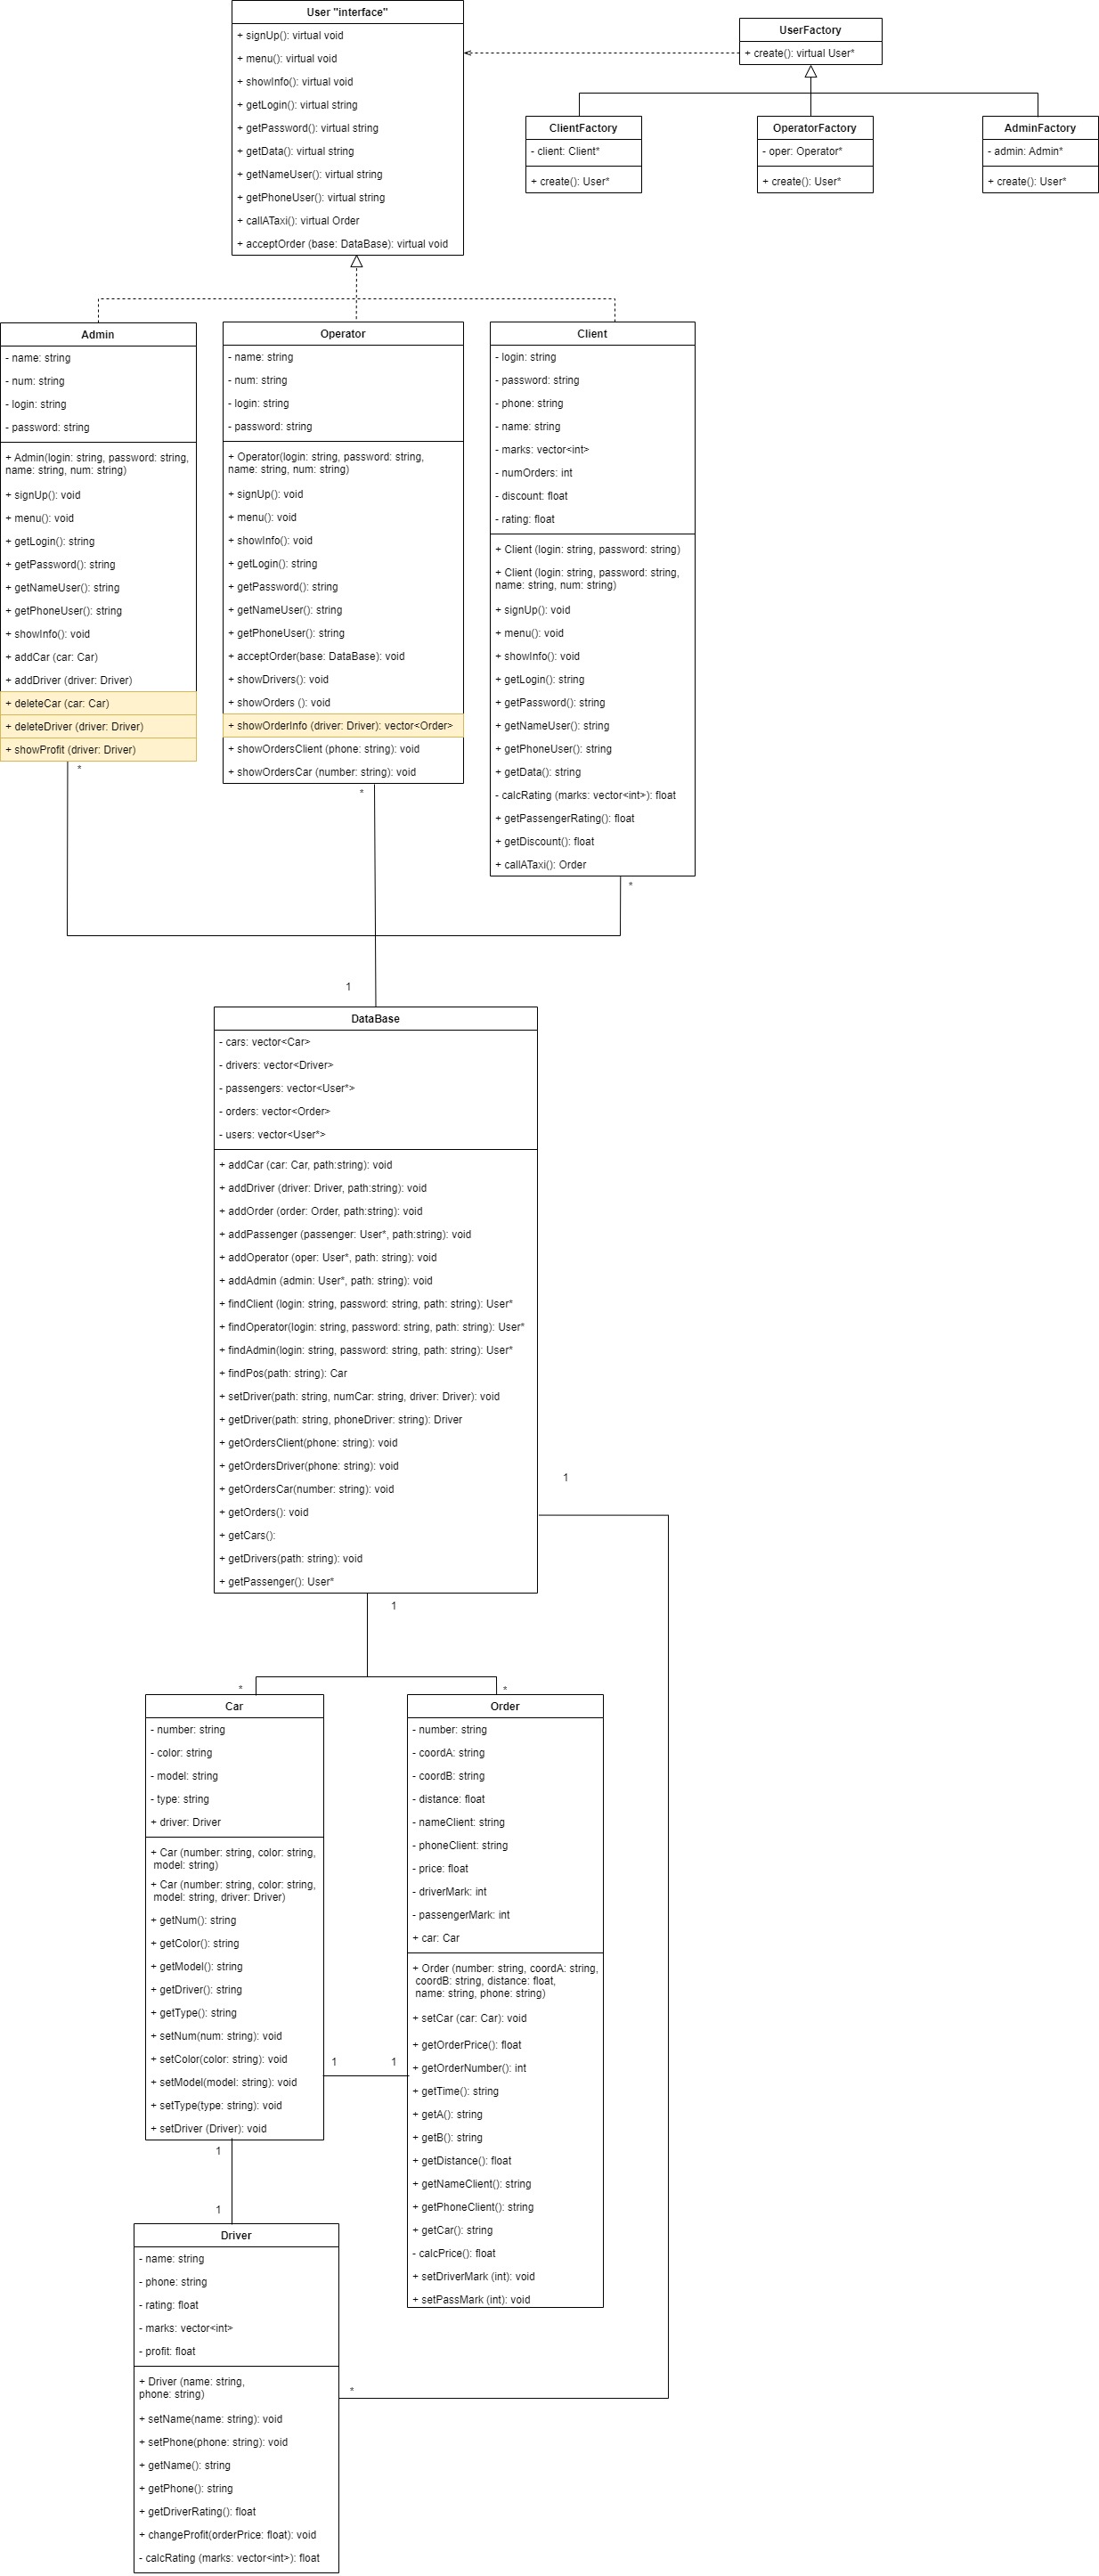 User "interface"
+ signUp(): virtual void
+ menu(): virtual void
+ showInfo(): virtual void
+ getLogin(): virtual string
+ getPassword(): virtual string
+ getData(): virtual string
+ getNameUser(): virtual string
+ getPhoneUser(): virtual string
+ callATaxi(): virtual Order
+ acceptOrder (base: DataBase): virtual void
UserFactory
+ create(): virtual User*
ClientFactory
- client: Client*
+ create(): User*
OperatorFactory
- oper: Operator*
+ create(): User*
AdminFactory
- admin: Admin*
+ create(): User*
Admin
- name: string
- num: string
- login: string
- password: string
+ Admin(login: string, password: string,
name: string, num: string)
+ signUp(): void
+ menu(): void
+ getLogin(): string
+ getPassword(): string
+ getNameUser(): string
+ getPhoneUser(): string
+ showInfo(): void
+ addCar (car: Car)
+ addDriver (driver: Driver)
+ deleteCar (car: Car)
+ deleteDriver (driver: Driver)
+ showProfit (driver: Driver)
*
Operator
- name: string
- num: string
- login: string
- password: string
+ Operator(login: string, password: string,
name: string, num: string)
+ signUp(): void
+ menu(): void
+ showInfo(): void
+ getLogin(): string
+ getPassword(): string
+ getNameUser(): string
+ getPhoneUser(): string
+ acceptOrder(base: DataBase): void
+ showDrivers(): void
+ showOrders (): void
+ showOrderInfo (driver: Driver): vector<Order>
+ showOrdersClient (phone: string): void
+ showOrdersCar (number: string): void
*
Client
- login: string
- password: string
- phone: string
- name: string
- marks: vector<int>
- numOrders: int
- discount: float
- rating: float
+ Client (login: string, password: string)
+ Client (login: string, password: string,
name: string, num: string)
+ signUp(): void
+ menu(): void
+ showInfo(): void
+ getLogin(): string
+ getPassword(): string
+ getNameUser(): string
+ getPhoneUser(): string
+ getData(): string
- calcRating (marks: vector<int>): float
+ getPassengerRating(): float
+ getDiscount(): float
+ callATaxi(): Order
*
1
DataBase
- cars: vector<Car>
- drivers: vector<Driver>
- passengers: vector<User*>
- orders: vector<Order>
- users: vector<User*>
+ addCar (car: Car, path:string): void
+ addDriver (driver: Driver, path:string): void
+ addOrder (order: Order, path:string): void
+ addPassenger (passenger: User*, path:string): void
+ addOperator (oper: User*, path: string): void
+ addAdmin (admin: User*, path: string): void
+ findClient (login: string, password: string, path: string): User*
+ findOperator(login: string, password: string, path: string): User*
+ findAdmin(login: string, password: string, path: string): User*
+ findPos(path: string): Car
+ setDriver(path: string, numCar: string, driver: Driver): void
+ getDriver(path: string, phoneDriver: string): Driver
+ getOrdersClient(phone: string): void
+ getOrdersDriver(phone: string): void
+ getOrdersCar(number: string): void
+ getOrders(): void
+ getCars():
+ getDrivers(path: string): void
+ getPassenger(): User*
1
1
*
*
Car
- number: string
- color: string
- model: string
- type: string
+ driver: Driver
+ Car (number: string, color: string,
model: string)
+ Car (number: string, color: string,
model: string, driver: Driver)
+ getNum(): string
+ getColor(): string
+ getModel(): string
+ getDriver(): string
+ getType(): string
+ setNum(num: string): void
+ setColor(color: string): void
+ setModel(model: string): void
+ setType(type: string): void
+ setDriver (Driver): void
1
1
Order
- number: string
- coordA: string
- coordB: string
- distance: float
- nameClient: string
- phoneClient: string
- price: float
- driverMark: int
- passengerMark: int
+ car: Car
+ Order (number: string, coordA: string,
coordB: string, distance: float,
name: string, phone: string)
+ setCar (car: Car): void
+ getOrderPrice(): float
+ getOrderNumber(): int
+ getTime(): string
+ getA(): string
+ getB(): string
+ getDistance(): float
+ getNameClient(): string
+ getPhoneClient(): string
+ getCar(): string
- calcPrice(): float
+ setDriverMark (int): void
+ setPassMark (int): void
1
1
Driver
- name: string
- phone: string
- rating: float
- marks: vector<int>
- profit: float
+ Driver (name: string,
phone: string)
+ setName(name: string): void
+ setPhone(phone: string): void
+ getName(): string
+ getPhone(): string
+ getDriverRating(): float
+ changeProfit(orderPrice: float): void
- calcRating (marks: vector<int>): float
*